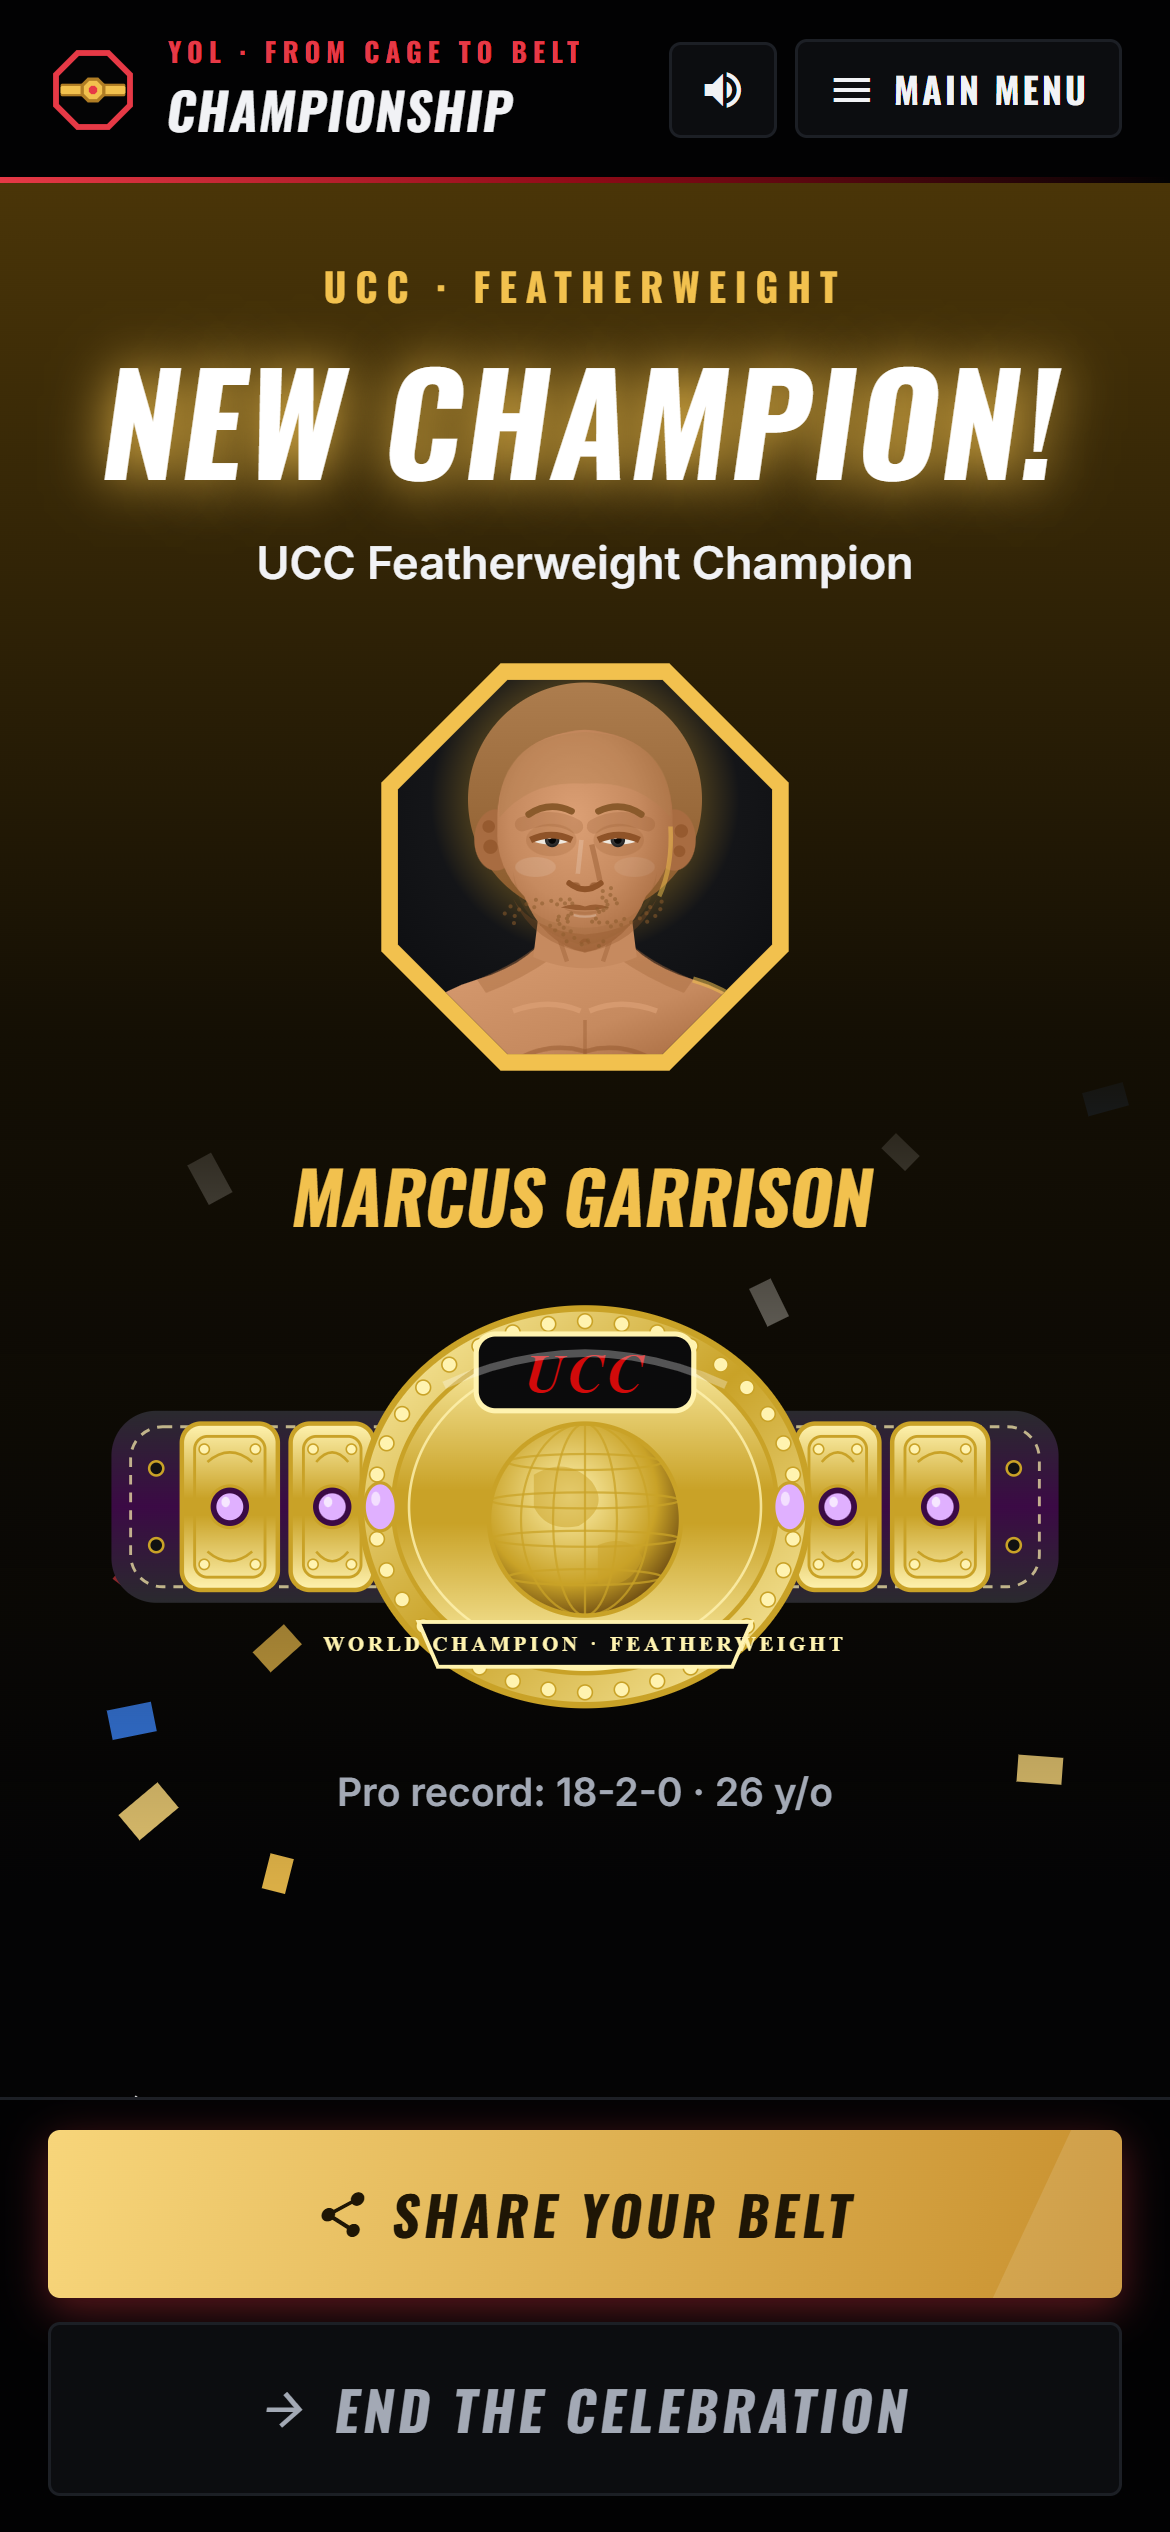 YOL · FROM CAGE TO BELT
CHAMPIONSHIP
MAIN MENU
UCC · FEATHERWEIGHT
NEW CHAMPION!
UCC Featherweight Champion
MARCUS GARRISON
UCC
WORLD CHAMPION · FEATHERWEIGHT
Pro record: 18-2-0 · 26 y/o
SHARE YOUR BELT
END THE CELEBRATION